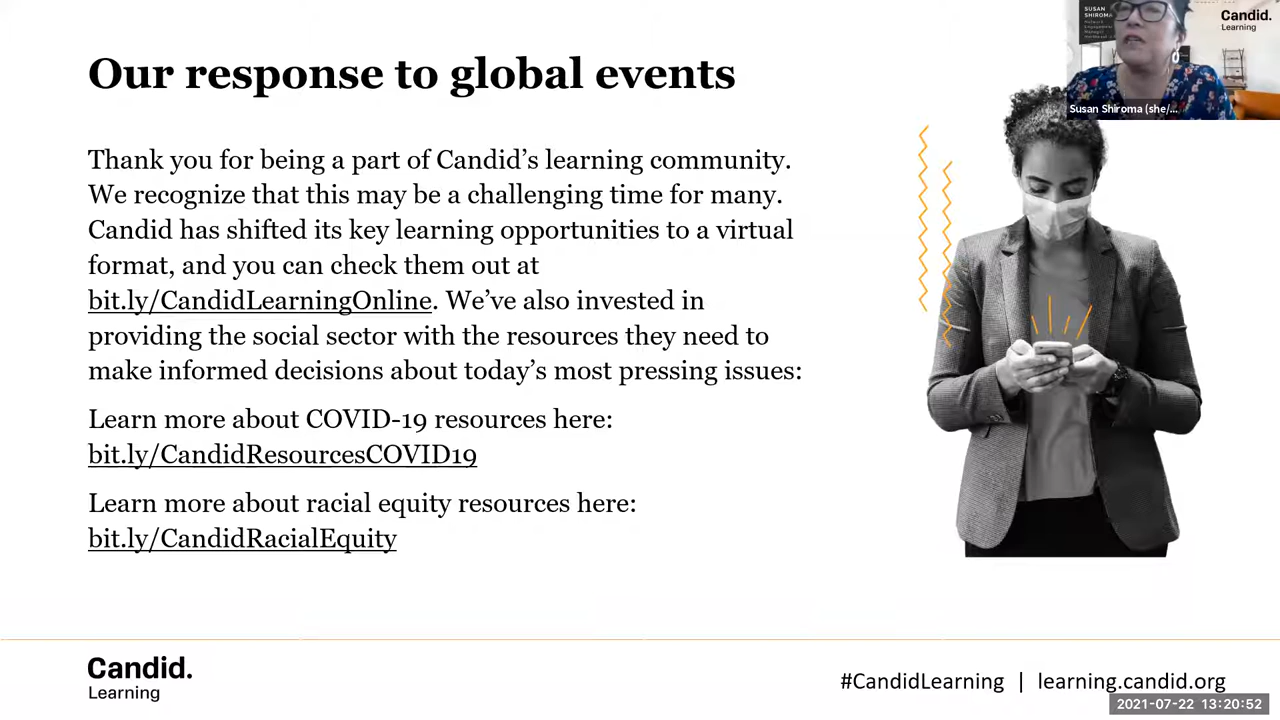 Our response to global events
Thank you for being a part of Candid’s learning community.
We recognize that this may be a challenging time for many.
Candid has shifted its key learning opportunities to a virtual
format, and you can check them out at
bit.ly/CandidLearningOnline. We’ve also invested in
providing the social sector with the resources they need to
make informed decisions about today’s most pressing issues:
Learn more about COVID-19 resources here:
bit.ly/CandidResourcesCOVID19
Learn more about racial equity resources here:
bit.ly/CandidRacialEquity
SUSAN
SHIROMA
Candid.
Learning
Susan Shiroma (she/...
Candid.
Learning
#CandidLearning | learning.candid.org
2021-07-22 13:20:52